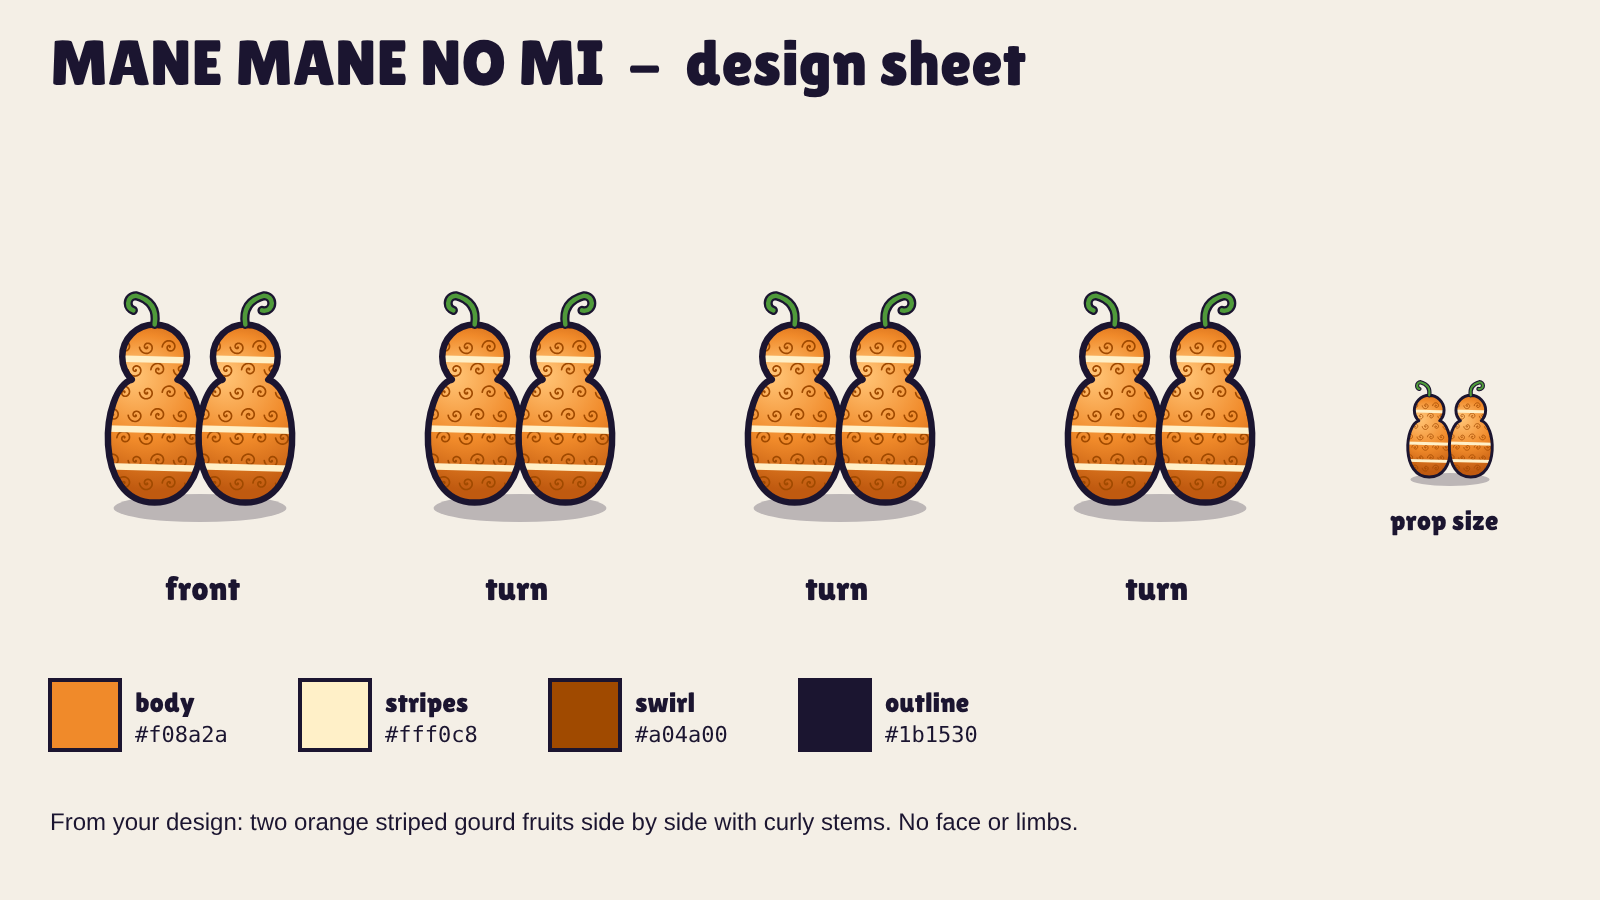 MANE MANE NO MI – design sheet
prop size
front
turn
turn
turn
body
#f08a2a
stripes
#fff0c8
swirl
#a04a00
outline
#1b1530
From your design: two orange striped gourd fruits side by side with curly stems. No face or limbs.